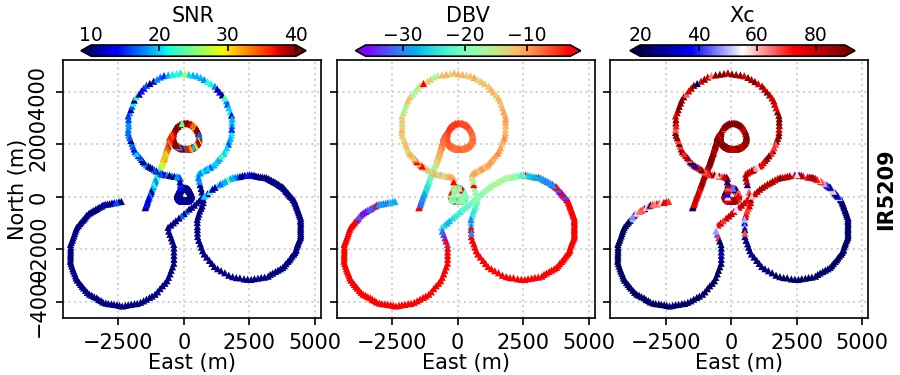 SNR DBV Xc
10 20 30 40 −30 −20 −10 20 40 60 80
4000
2000
0
−2000
−4000
North (m)
IR5209
−2500 0 2500 5000 −2500 0 2500 5000 −2500 0 2500 5000
East (m) East (m) East (m)